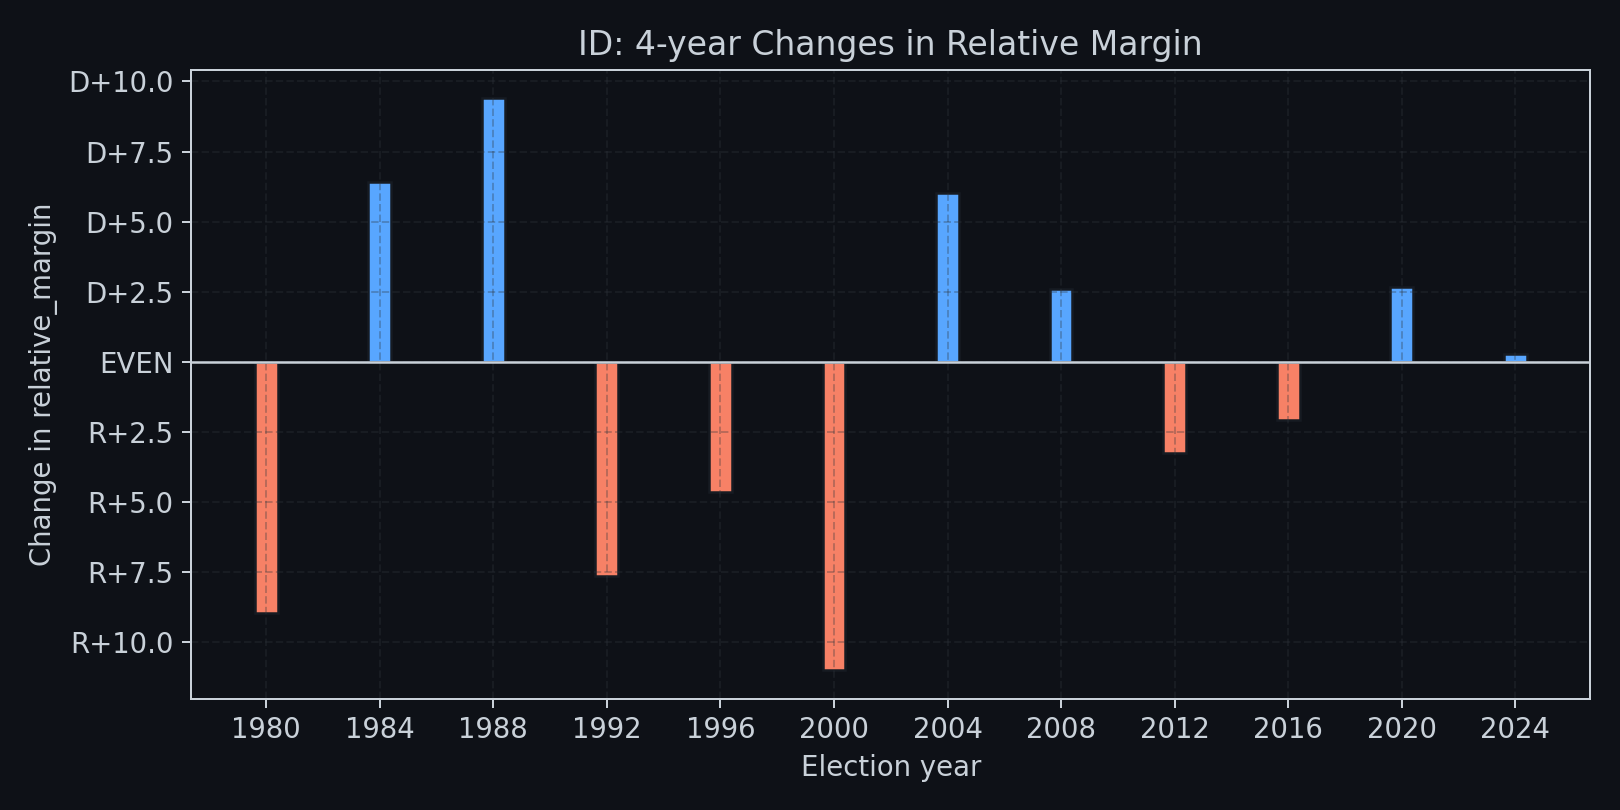 ID: 4-year Changes in Relative Margin
Change in relative_margin
D+10.0
D+7.5
D+5.0
D+2.5
EVEN
R+2.5
R+5.0
R+7.5
R+10.0
1980 1984 1988 1992 1996 2000 2004 2008 2012 2016 2020 2024
Election year